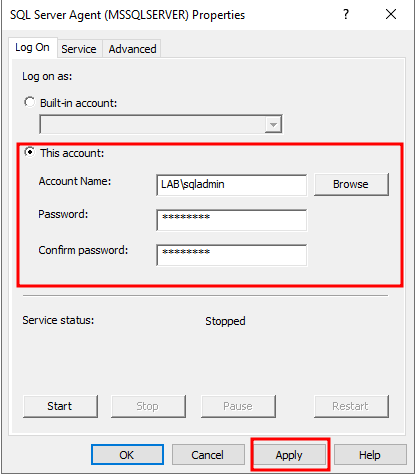 SQL Server Agent (MSSQLSERVER) Properties ? X
Log On Service Advanced
Log on as:
Built-in account:
This account:
Account Name: LAB\sqladmin Browse
Password: ********
Confirm password: ********
Service status: Stopped
Start Stop Pause Restart
OK Cancel Apply Help